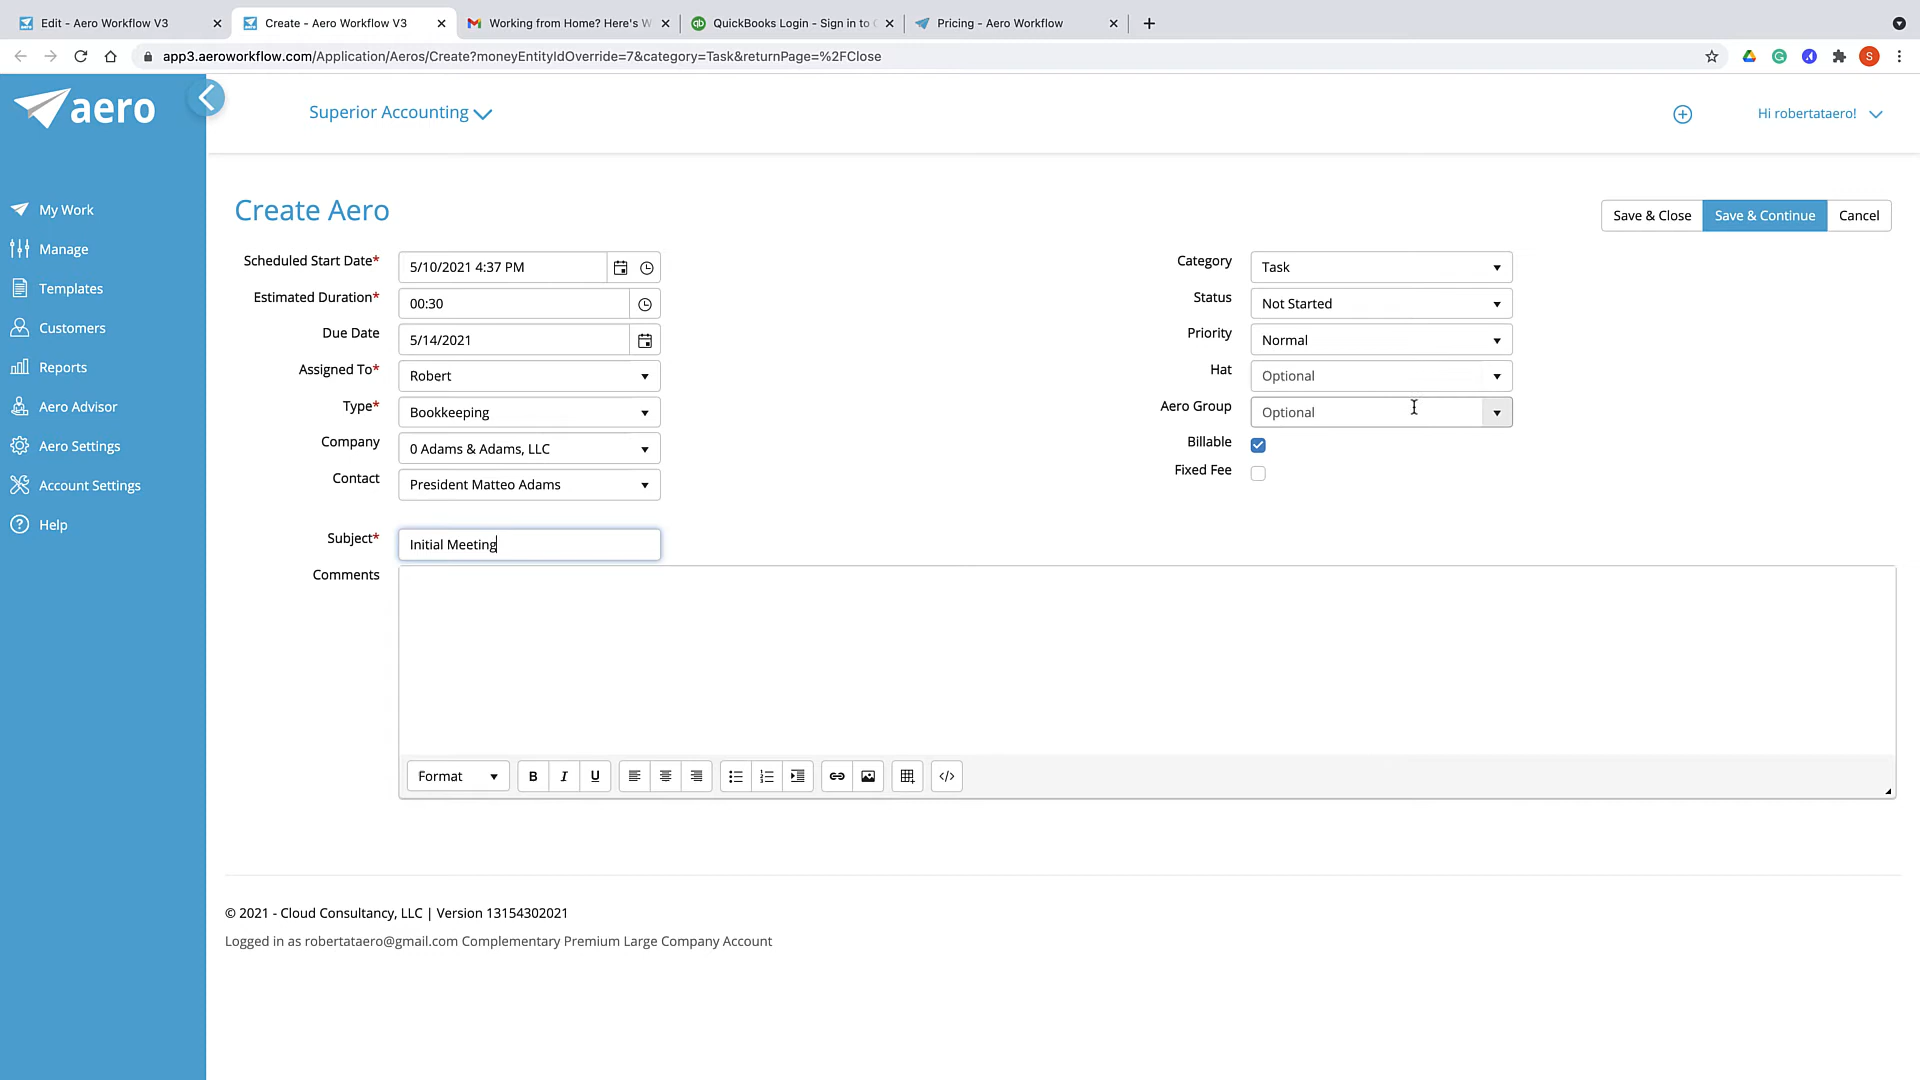 Edit - Aero Workflow V3
Create - Aero Workflow V3
Working from Home? Here's W
qb QuickBooks Login - Sign in to
Pricing - Aero Workflow
app3.aeroworkflow.com/Application/Aeros/Create?moneyEntityIdOverride=7&category=Task&returnPage=%2FClose
S
aero
Superior Accounting
Hi robertataero!
My Work
Manage
Templates
Customers
Reports
Aero Advisor
Aero Settings
Account Settings
Help
Create Aero
Save & Close
Save & Continue
Cancel
Scheduled Start Date* 5/10/2021 4:37 PM
Estimated Duration* 00:30
Due Date 5/14/2021
Assigned To* Robert
Type* Bookkeeping
Company 0 Adams & Adams, LLC
Contact President Matteo Adams
Category Task
Status Not Started
Priority Normal
Hat Optional
Aero Group Optional
Billable
Fixed Fee
Subject* Initial Meeting
Comments
Format B I U </>
© 2021 - Cloud Consultancy, LLC | Version 13154302021
Logged in as robertataero@gmail.com Complementary Premium Large Company Account